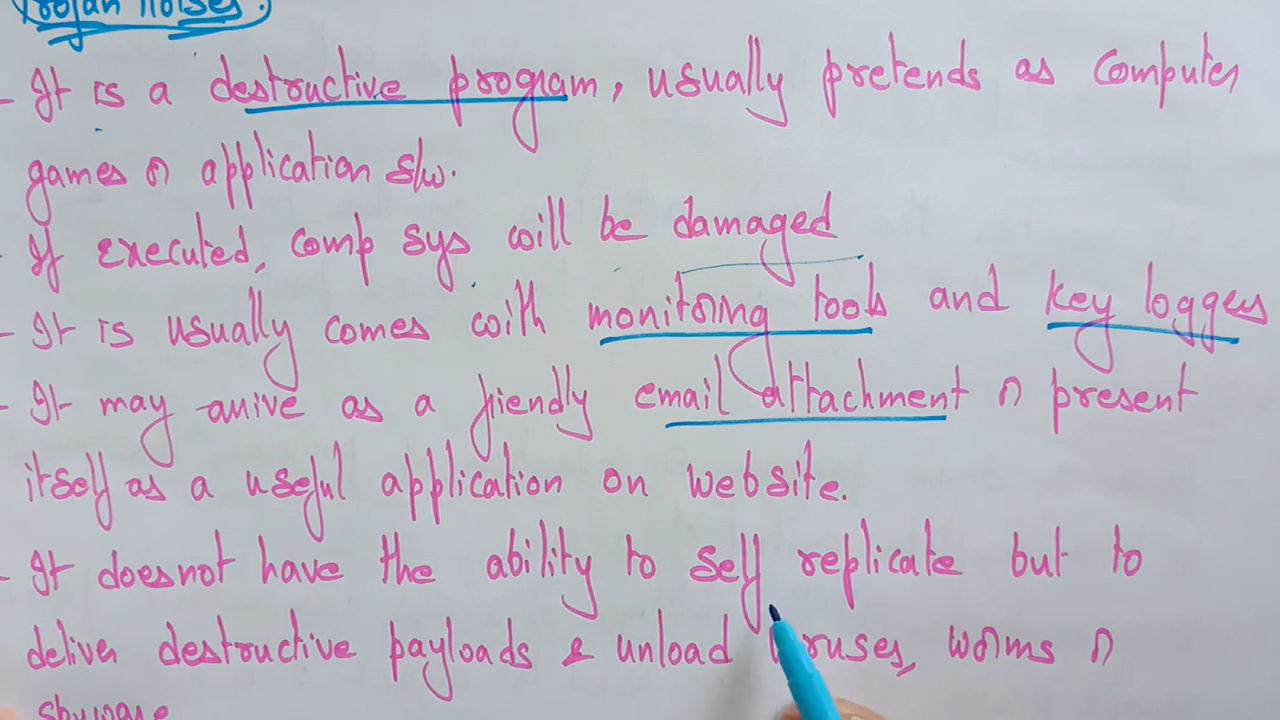 Trojan horses:
- It is a destructive program, usually pretends as Computer
games or application s/w.
- If executed, comp sys will be damaged
- It is usually comes with monitoring tools and key loggers
- It may arrive as a friendly email attachment or present
itself as a useful application on website.
- It doesnot have the ability to self replicate but to
deliver destructive payloads & unload viruses, worms or
spyware